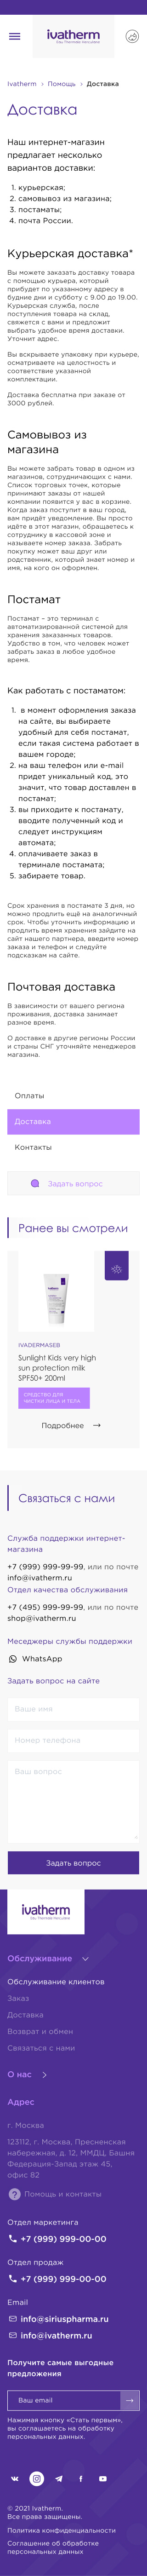 ivatherm
Eau Thermale Herculane
Ivatherm > Помощь > Доставка
Доставка
Наш интернет-магазин
предлагает несколько
вариантов доставки:
1. курьерская;
2. самовывоз из магазина;
3. постаматы;
4. почта России.
Курьерская доставка*
Вы можете заказать доставку товара
с помощью курьера, который
прибудет по указанному адресу в
будние дни и субботу с 9.00 до 19.00.
Курьерская служба, после
поступления товара на склад,
свяжется с вами и предложит
выбрать удобное время доставки.
Уточнит адрес.
Вы вскрываете упаковку при курьере,
осматриваете на целостность и
соответствие указанной
комплектации.
Доставка бесплатна при заказе от
3000 рублей.
Самовывоз из
магазина
Вы можете забрать товар в одном из
магазинов, сотрудничающих с нами.
Список торговых точек, которые
принимают заказы от нашей
компании появится у вас в корзине.
Когда заказ поступит в ваш город,
вам придёт уведомление. Вы просто
идёте в этот магазин, обращаетесь к
сотруднику в кассовой зоне и
называете номер заказа. Забрать
покупку может ваш друг или
родственник, который знает номер и
имя, на кого он оформлен.
Постамат
Постамат – это терминал с
автоматизированной системой для
хранения заказанных товаров.
Удобство в том, что человек может
забрать заказ в любое удобное
время.
Как работать с постаматом:
1. в момент оформления заказа
на сайте, вы выбираете
удобный для себя постамат,
если такая система работает в
вашем городе;
2. на ваш телефон или e-mail
придет уникальный код, это
значит, что товар доставлен в
постамат;
3. вы приходите к постамату,
вводите полученный код и
следует инструкциям
автомата;
4. оплачиваете заказ в
терминале постамата;
5. забираете товар.
Срок хранения в постамате 3 дня, но
можно продлить ещё на аналогичный
срок. Чтобы уточнить информацию и
продлить время хранения зайдите на
сайт нашего партнера, введите номер
заказа и телефон и следуйте
подсказкам на сайте.
Почтовая доставка
В зависимости от вашего региона
проживания, доставка занимает
разное время.
О доставке в другие регионы России
и страны СНГ уточняйте менеджеров
магазина.
Оплаты
Доставка
Контакты
Задать вопрос
Ранее вы смотрели
IVADERMASEB
Sunlight Kids very high
sun protection milk
SPF50+ 200ml
СРЕДСТВО ДЛЯ
ЧИСТКИ ЛИЦА И ТЕЛА
Подробнее →
Связаться с нами
Служба поддержки интернет-
магазина
+7 (999) 999-99-99, или по почте
info@ivatherm.ru
Отдел качества обслуживания
+7 (495) 999-99-99, или по почте
shop@ivatherm.ru
Меседжеры службы поддержки
WhatsApp
Задать вопрос на сайте
Ваше имя
Номер телефона
Ваш вопрос
Задать вопрос
ivatherm
Eau Thermale Herculane
Обслуживание
Обслуживание клиентов
Заказ
Доставка
Возврат и обмен
Связаться с нами
О нас
Адрес
г. Москва
123112, г. Москва, Пресненская
набережная, д. 12, ММДЦ, Башня
Федерация-Запад этаж 45,
офис 82
? Помощь и контакты
Отдел маркетинга
+7 (999) 999-00-00
Отдел продаж
+7 (999) 999-00-00
Email
info@siriuspharma.ru
info@ivatherm.ru
Получите самые выгодные
предложения
Ваш email →
Нажимая кнопку «Стать первым»,
вы соглашаетесь на обработку
персональных данных.
© 2021 Ivatherm.
Все права защищены.
Политика конфиденциальности
Соглашение об обработке
персональных данных